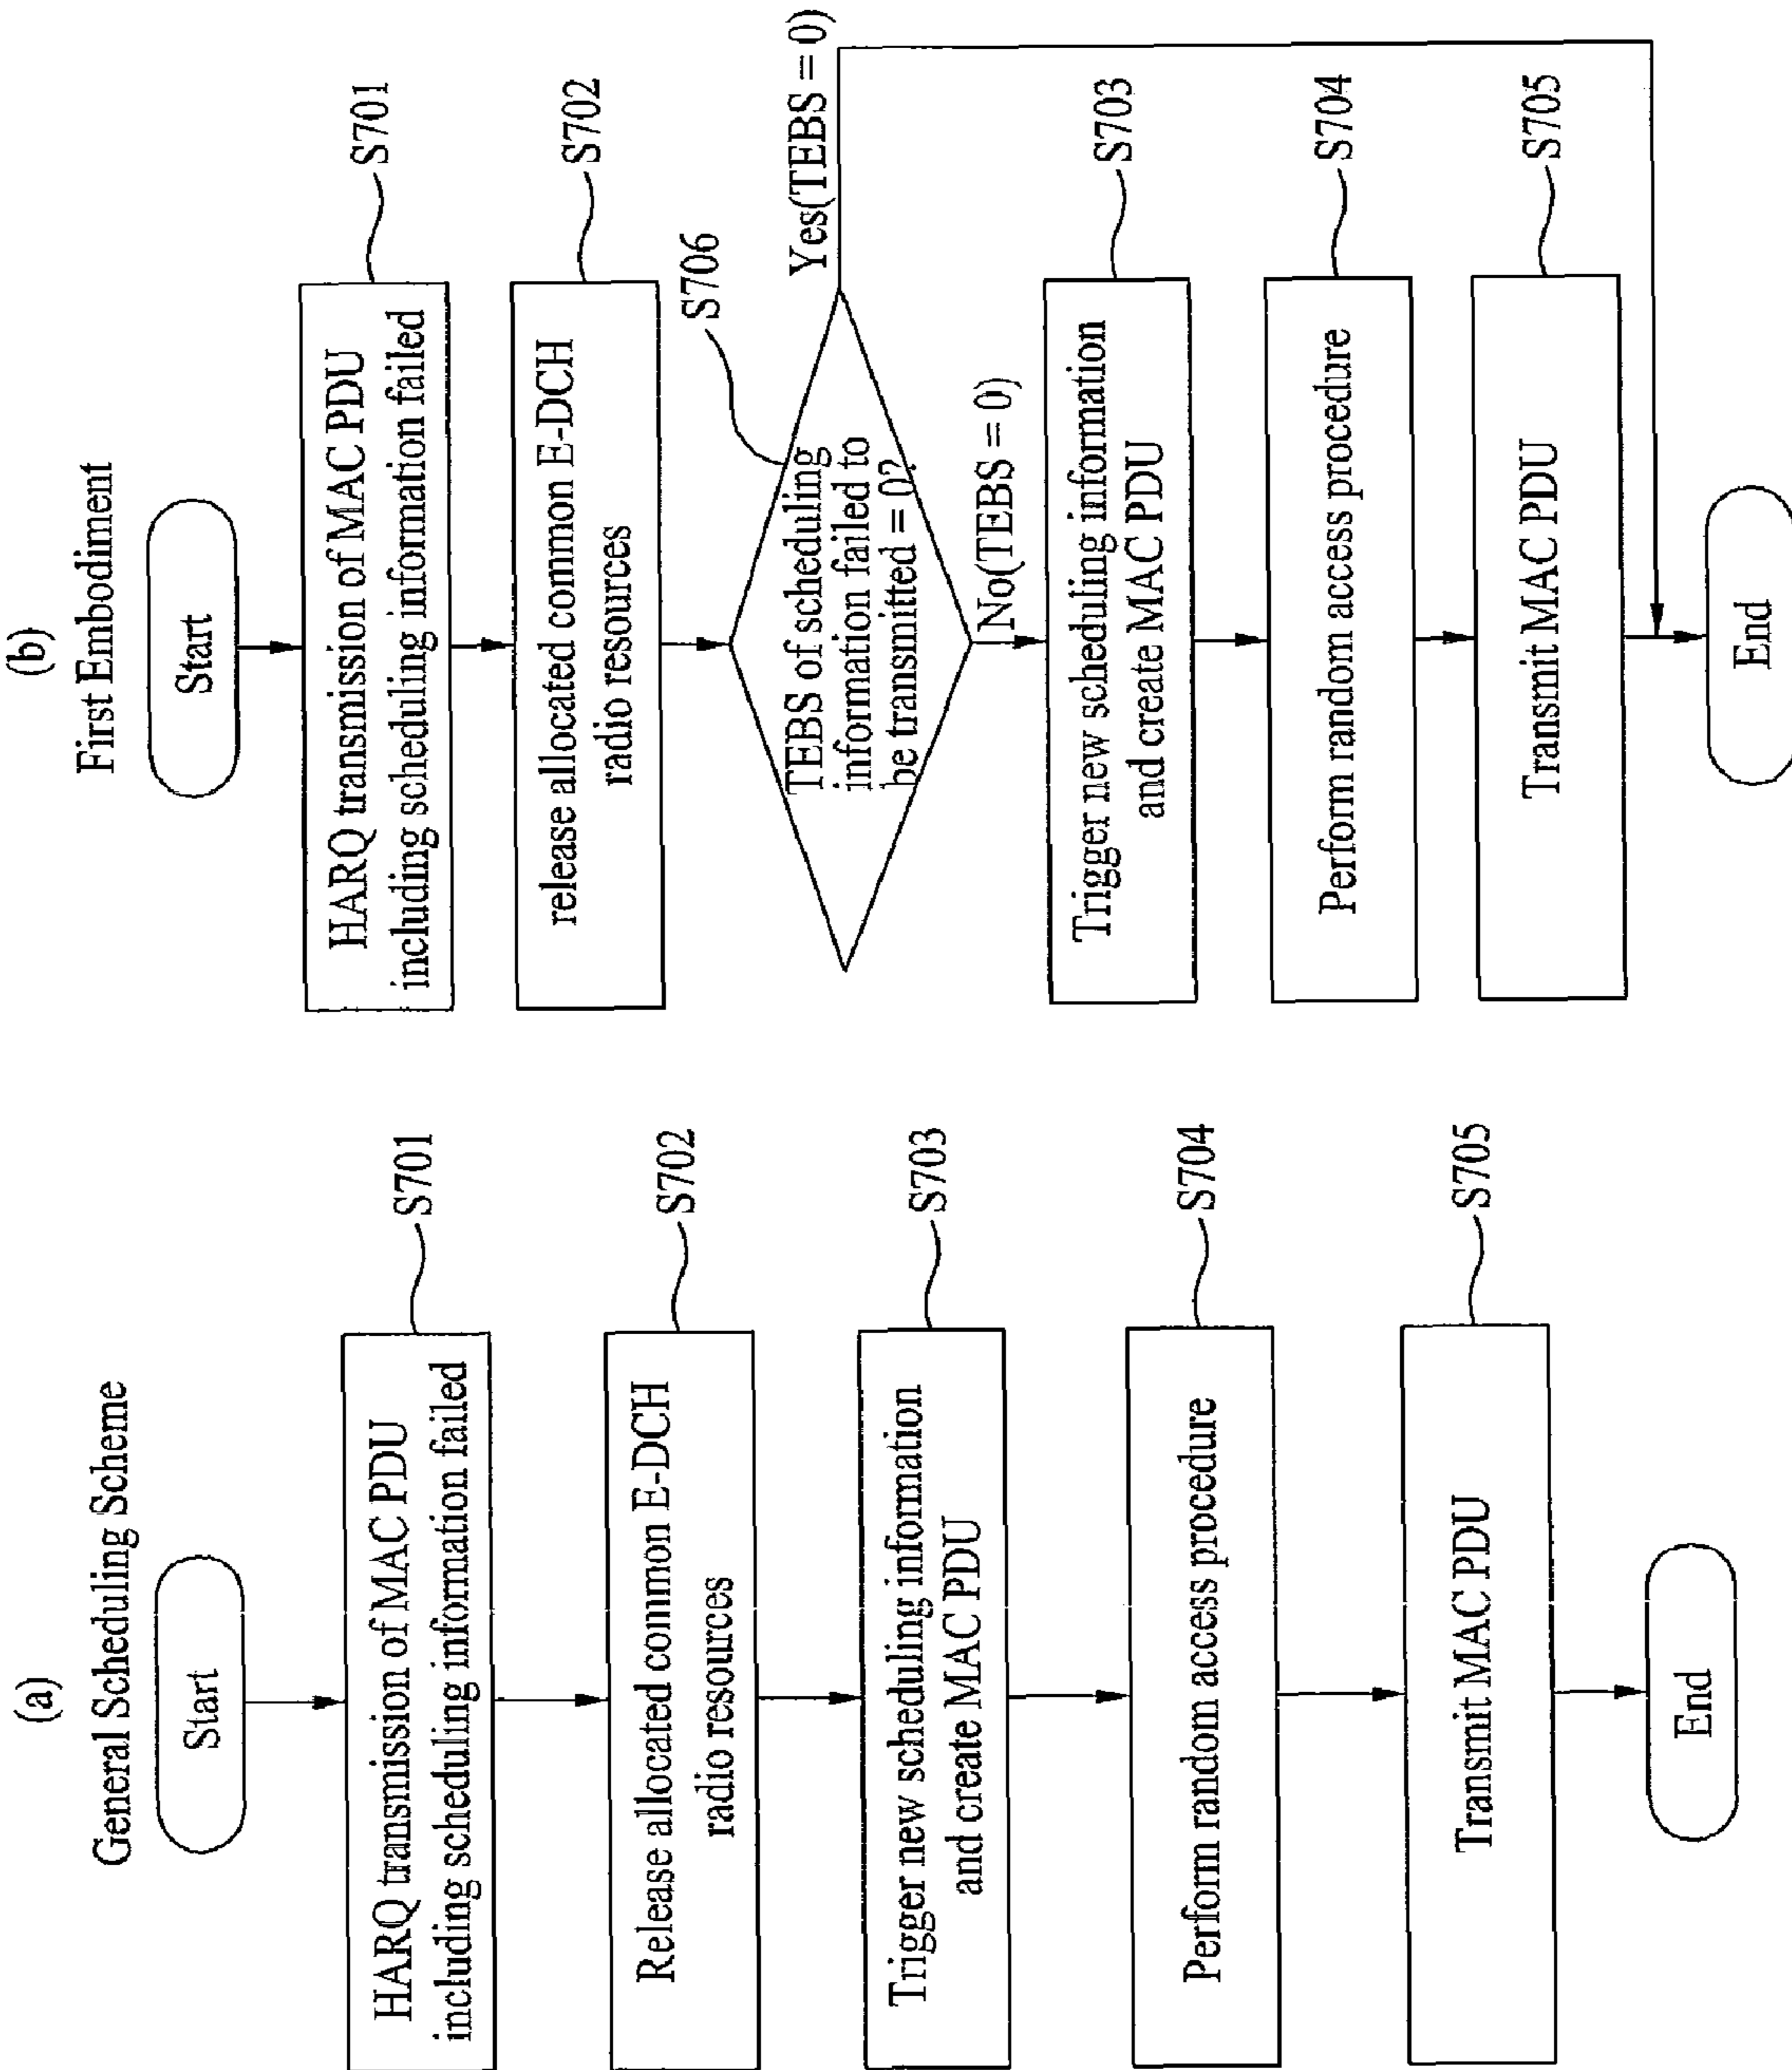 (a)
General Scheduling Scheme
Start
HARQ transmission of MAC PDU
including scheduling information failed
S701
Release allocated common E-DCH
radio resources
S702
Trigger new scheduling information
and create MAC PDU
S703
Perform random access procedure
S704
Transmit MAC PDU
S705
End
(b)
First Embodiment
Start
HARQ transmission of MAC PDU
including scheduling information failed
S701
release allocated common E-DCH
radio resources
S702
TEBS of scheduling
information failed to
be transmitted = 0?
S706
Yes(TEBS = 0)
No(TEBS = 0)
Trigger new scheduling information
and create MAC PDU
S703
Perform random access procedure
S704
Transmit MAC PDU
S705
End